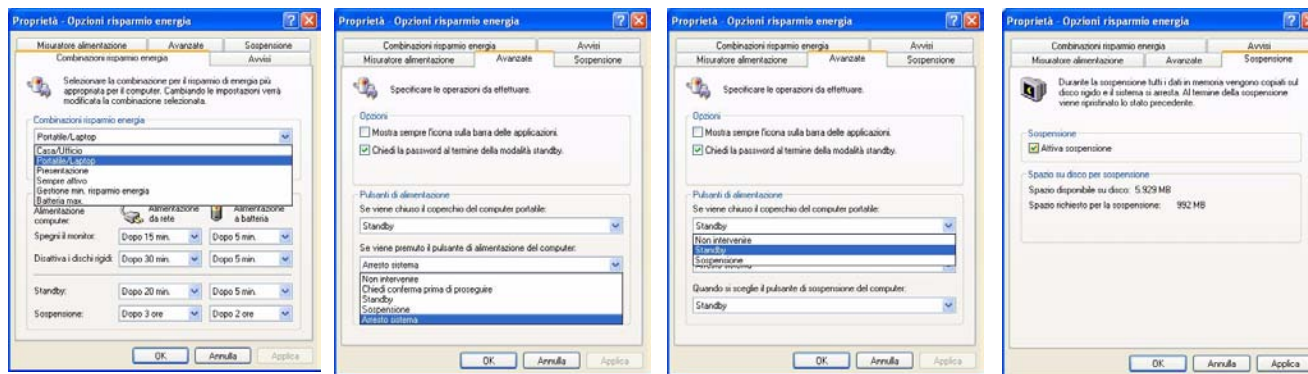 Proprietà - Opzioni risparmio energia
Misuratore alimentazione Avanzate Sospensione
Combinazioni risparmio energia Avvisi
Selezionare la combinazione per il risparmio di energia più
appropriata per il computer. Cambiando le impostazioni verrà
modificata la combinazione selezionata.
Combinazioni risparmio energia
Portatile/Laptop
Casa/Ufficio
Portatile/Laptop
Presentazione
Sempre attivo
Gestione min. risparmio energia
Batteria max.
Alimentazione computer: Alimentazione da rete Alimentazione a batteria
Spegni il monitor: Dopo 15 min. Dopo 5 min.
Disattiva i dischi rigidi: Dopo 30 min. Dopo 5 min.
Standby: Dopo 20 min. Dopo 5 min.
Sospensione: Dopo 3 ore Dopo 2 ore
OK Annulla Applica
Proprietà - Opzioni risparmio energia
Combinazioni risparmio energia Avvisi
Misuratore alimentazione Avanzate Sospensione
Specificare le operazioni da effettuare.
Opzioni
Mostra sempre l'icona sulla barra delle applicazioni.
Chiedi la password al termine della modalità standby.
Pulsanti di alimentazione
Se viene chiuso il coperchio del computer portatile:
Standby
Se viene premuto il pulsante di alimentazione del computer:
Arresto sistema
Non intervenire
Chiedi conferma prima di proseguire
Standby
Sospensione
Arresto sistema
OK Annulla Applica
Proprietà - Opzioni risparmio energia
Combinazioni risparmio energia Avvisi
Misuratore alimentazione Avanzate Sospensione
Specificare le operazioni da effettuare.
Opzioni
Mostra sempre l'icona sulla barra delle applicazioni.
Chiedi la password al termine della modalità standby.
Pulsanti di alimentazione
Se viene chiuso il coperchio del computer portatile:
Standby
Non intervenire
Standby
Sospensione
Quando si sceglie il pulsante di sospensione del computer:
Standby
OK Annulla Applica
Proprietà - Opzioni risparmio energia
Combinazioni risparmio energia Avvisi
Misuratore alimentazione Avanzate Sospensione
Durante la sospensione tutti i dati in memoria vengono copiati sul
disco rigido e il sistema si arresta. Al termine della sospensione
viene ripristinato lo stato precedente.
Sospensione
Attiva sospensione
Spazio su disco per sospensione
Spazio disponibile su disco: 5.929 MB
Spazio richiesto per la sospensione: 992 MB
OK Annulla Applica